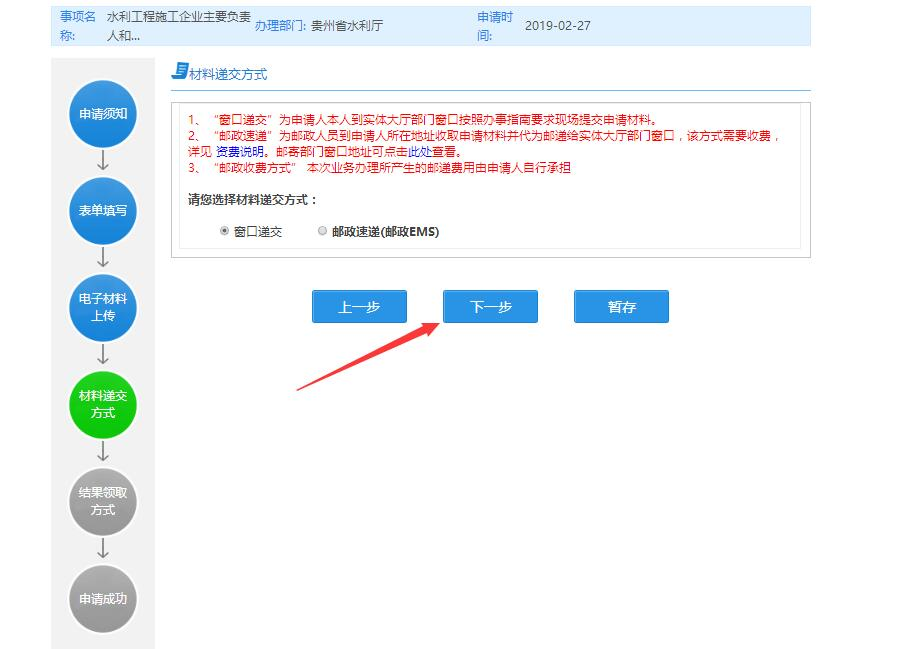 事项名称: 水利工程施工企业主要负责人和... 办理部门: 贵州省水利厅 申请时间: 2019-02-27
材料递交方式
1、“窗口递交”为申请人本人到实体大厅部门窗口按照办事指南要求现场提交申请材料。
2、“邮政速递”为邮政人员到申请人所在地址收取申请材料并代为邮递给实体大厅部门窗口，该方式需要收费，
详见 资费说明。邮寄部门窗口地址可点击此处查看。
3、“邮政收费方式” 本次业务办理所产生的邮递费用由申请人自行承担
请您选择材料递交方式：
窗口递交 邮政速递(邮政EMS)
上一步 下一步 暂存
申请须知
表单填写
电子材料
上传
材料递交
方式
结果领取
方式
申请成功